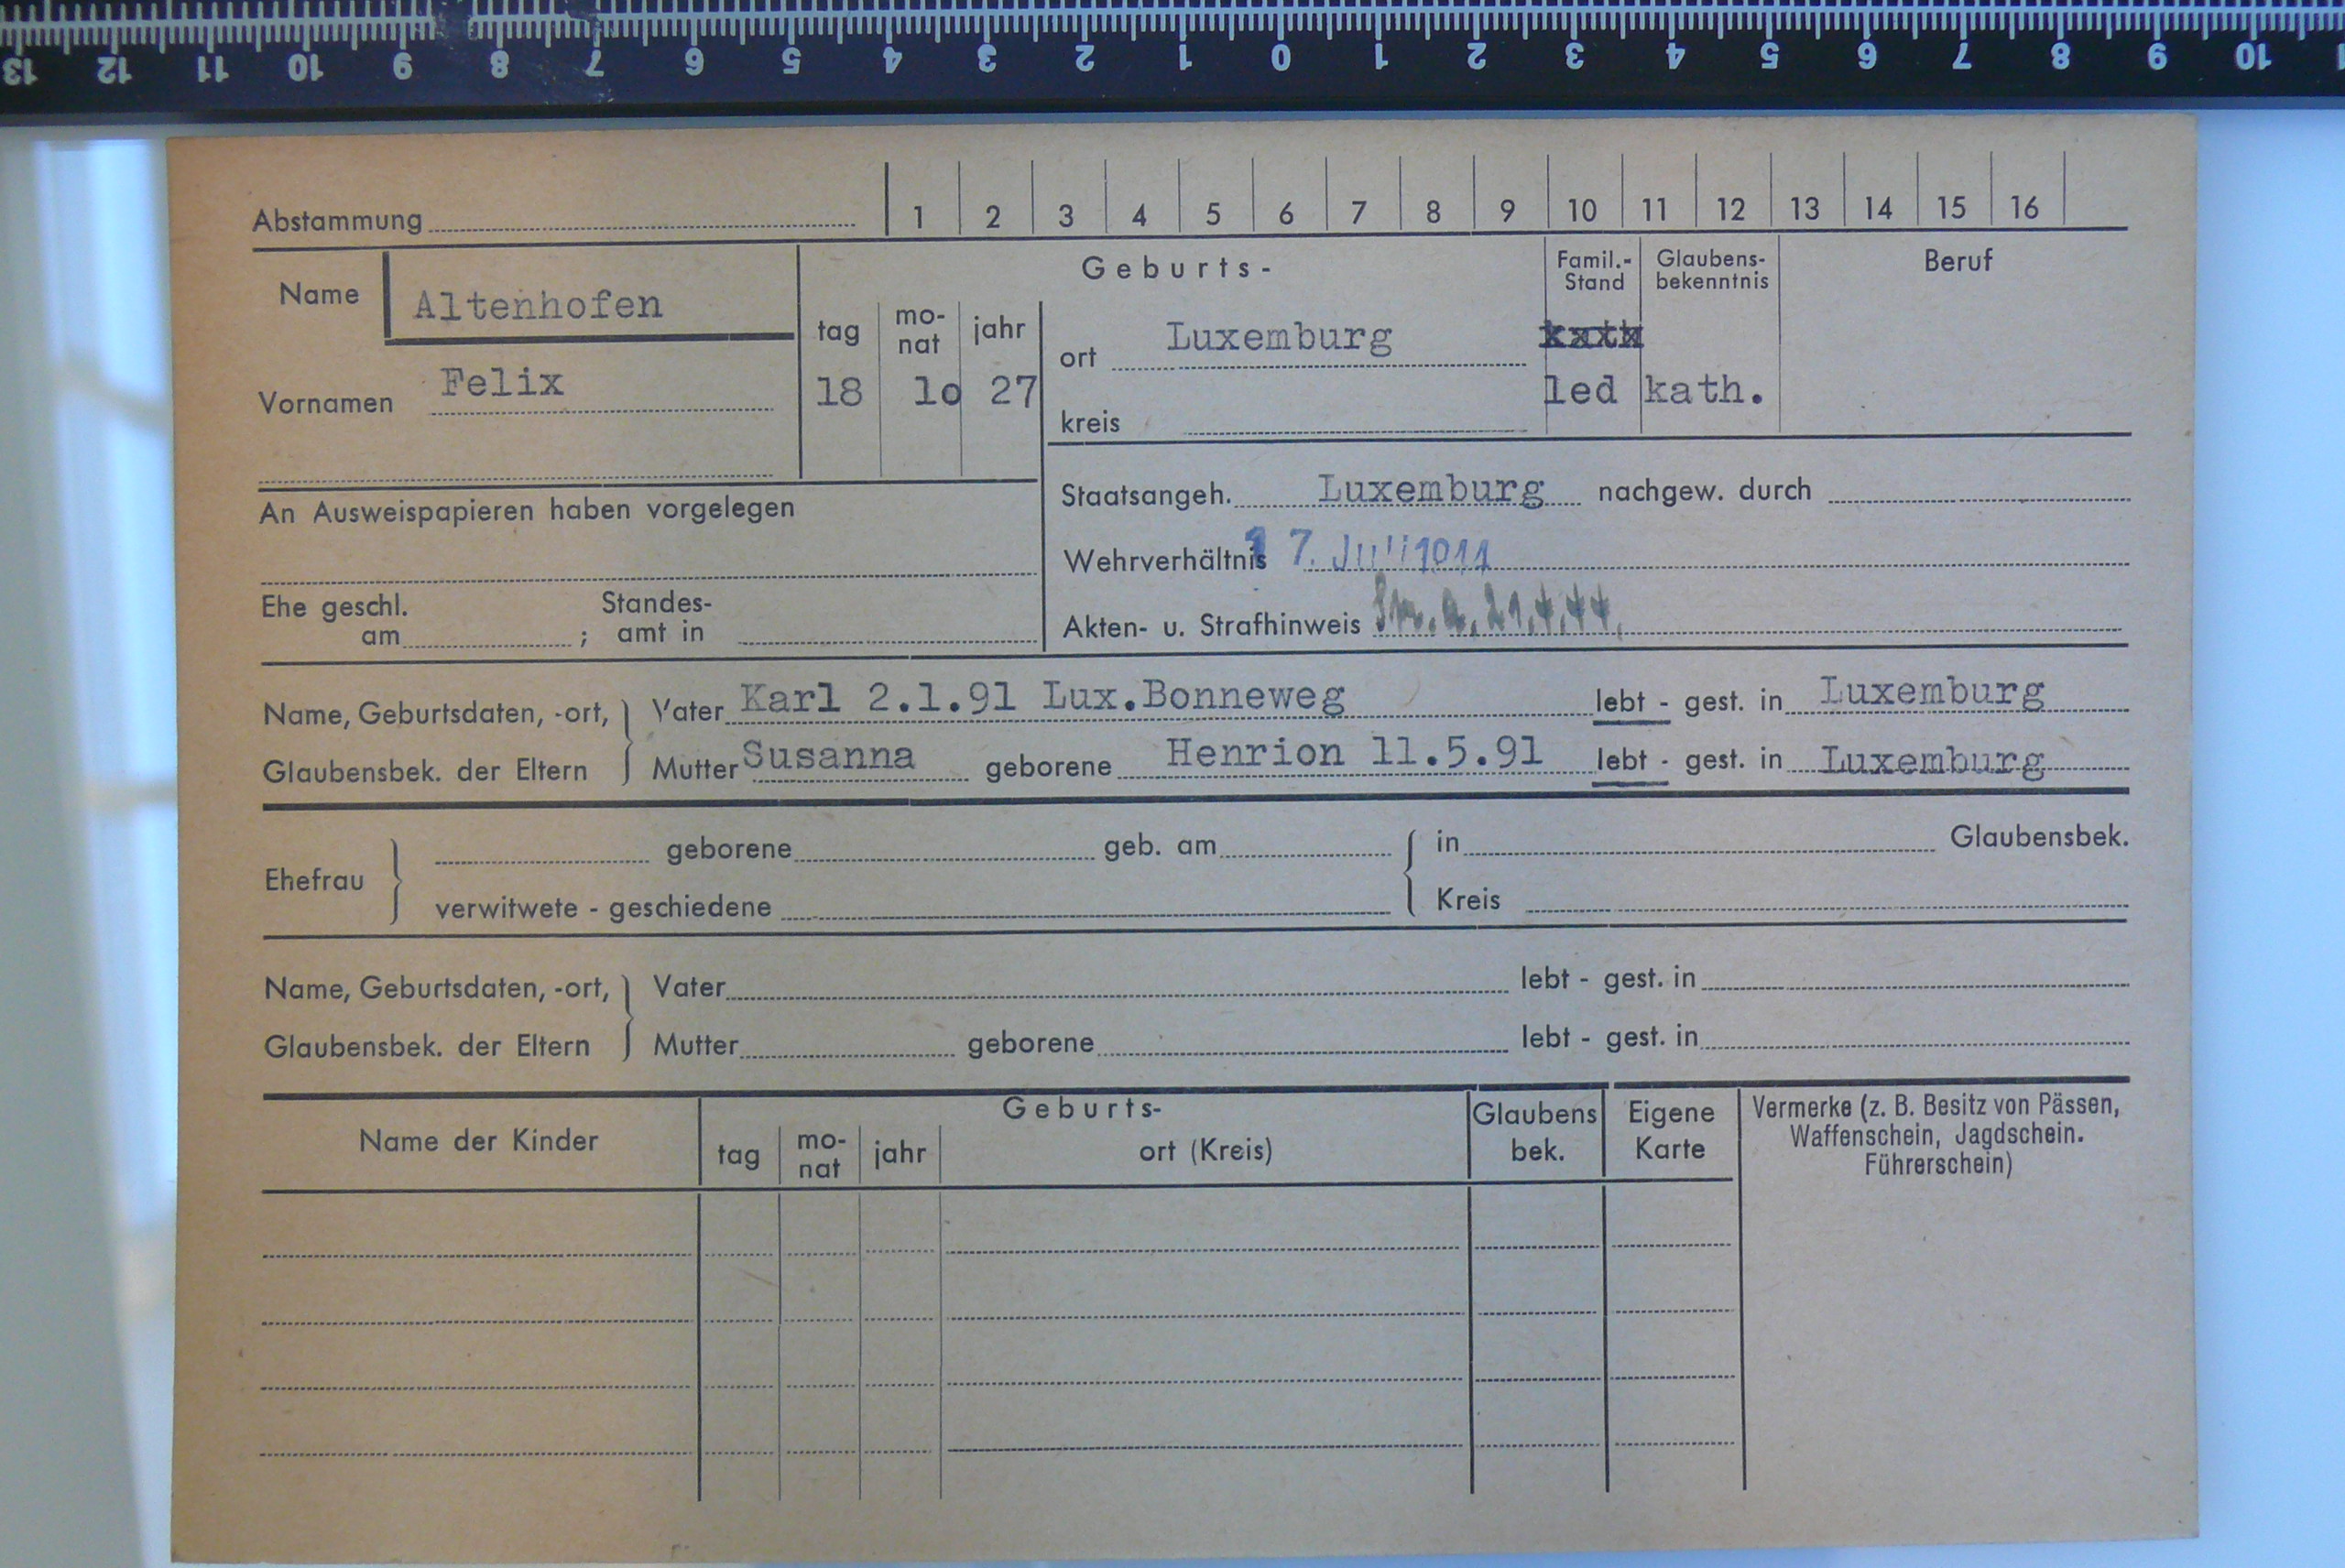 13 12 11 10 9 8 7 6 5 4 3 2 1 0 1 2 3 4 5 6 7 8 9 10
Abstammung 1 2 3 4 5 6 7 8 9 10 11 12 13 14 15 16
Name Altenhofen
Vornamen Felix
Geburts-
tag mo-nat jahr
18 10 27
ort Luxemburg
kreis
Famil.-Stand
led
Glaubens-bekenntnis
kath.
Beruf
An Ausweispapieren haben vorgelegen
Staatsangeh. Luxemburg nachgew. durch
Wehrverhältnis 17. Juli
Ehe geschl. am ; Standes-amt in
Akten- u. Strafhinweis 21.4.44.
Name, Geburtsdaten, -ort, Vater Karl 2.1.91 Lux.Bonneweg lebt - gest. in Luxemburg
Glaubensbek. der Eltern Mutter Susanna geborene Henrion 11.5.91 lebt - gest. in Luxemburg
Ehefrau geborene geb. am in Glaubensbek.
verwitwete - geschiedene Kreis
Name, Geburtsdaten, -ort, Vater lebt - gest. in
Glaubensbek. der Eltern Mutter geborene lebt - gest. in
Name der Kinder
Geburts-
tag mo-nat jahr ort (Kreis)
Glaubens bek.
Eigene Karte
Vermerke (z. B. Besitz von Pässen,
Waffenschein, Jagdschein.
Führerschein)